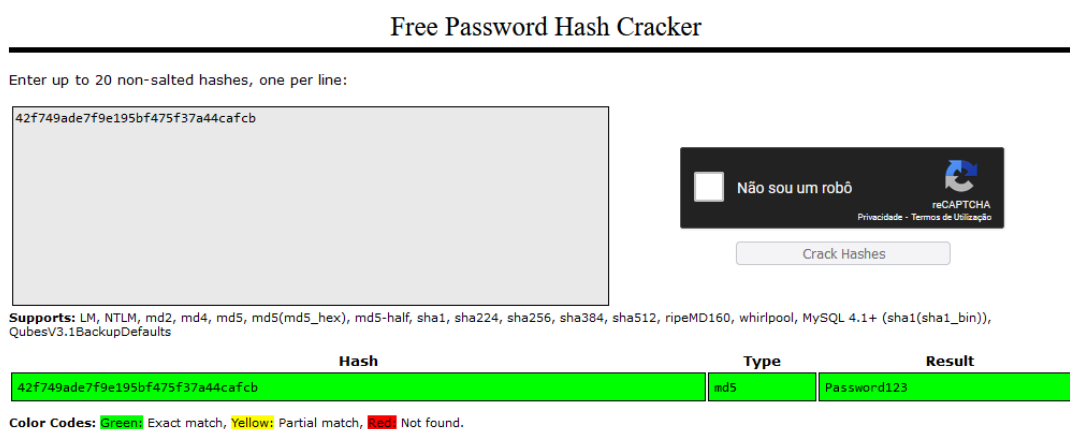 Free Password Hash Cracker
Enter up to 20 non-salted hashes, one per line:
42f749ade7f9e195bf475f37a44cafcb
Não sou um robô
reCAPTCHA
Privacidade - Termos de Utilização
Crack Hashes
Supports: LM, NTLM, md2, md4, md5, md5(md5_hex), md5-half, sha1, sha224, sha256, sha384, sha512, ripeMD160, whirlpool, MySQL 4.1+ (sha1(sha1_bin)),
QubesV3.1BackupDefaults
Hash Type Result
42f749ade7f9e195bf475f37a44cafcb md5 Password123
Color Codes: Green: Exact match, Yellow: Partial match, Red: Not found.